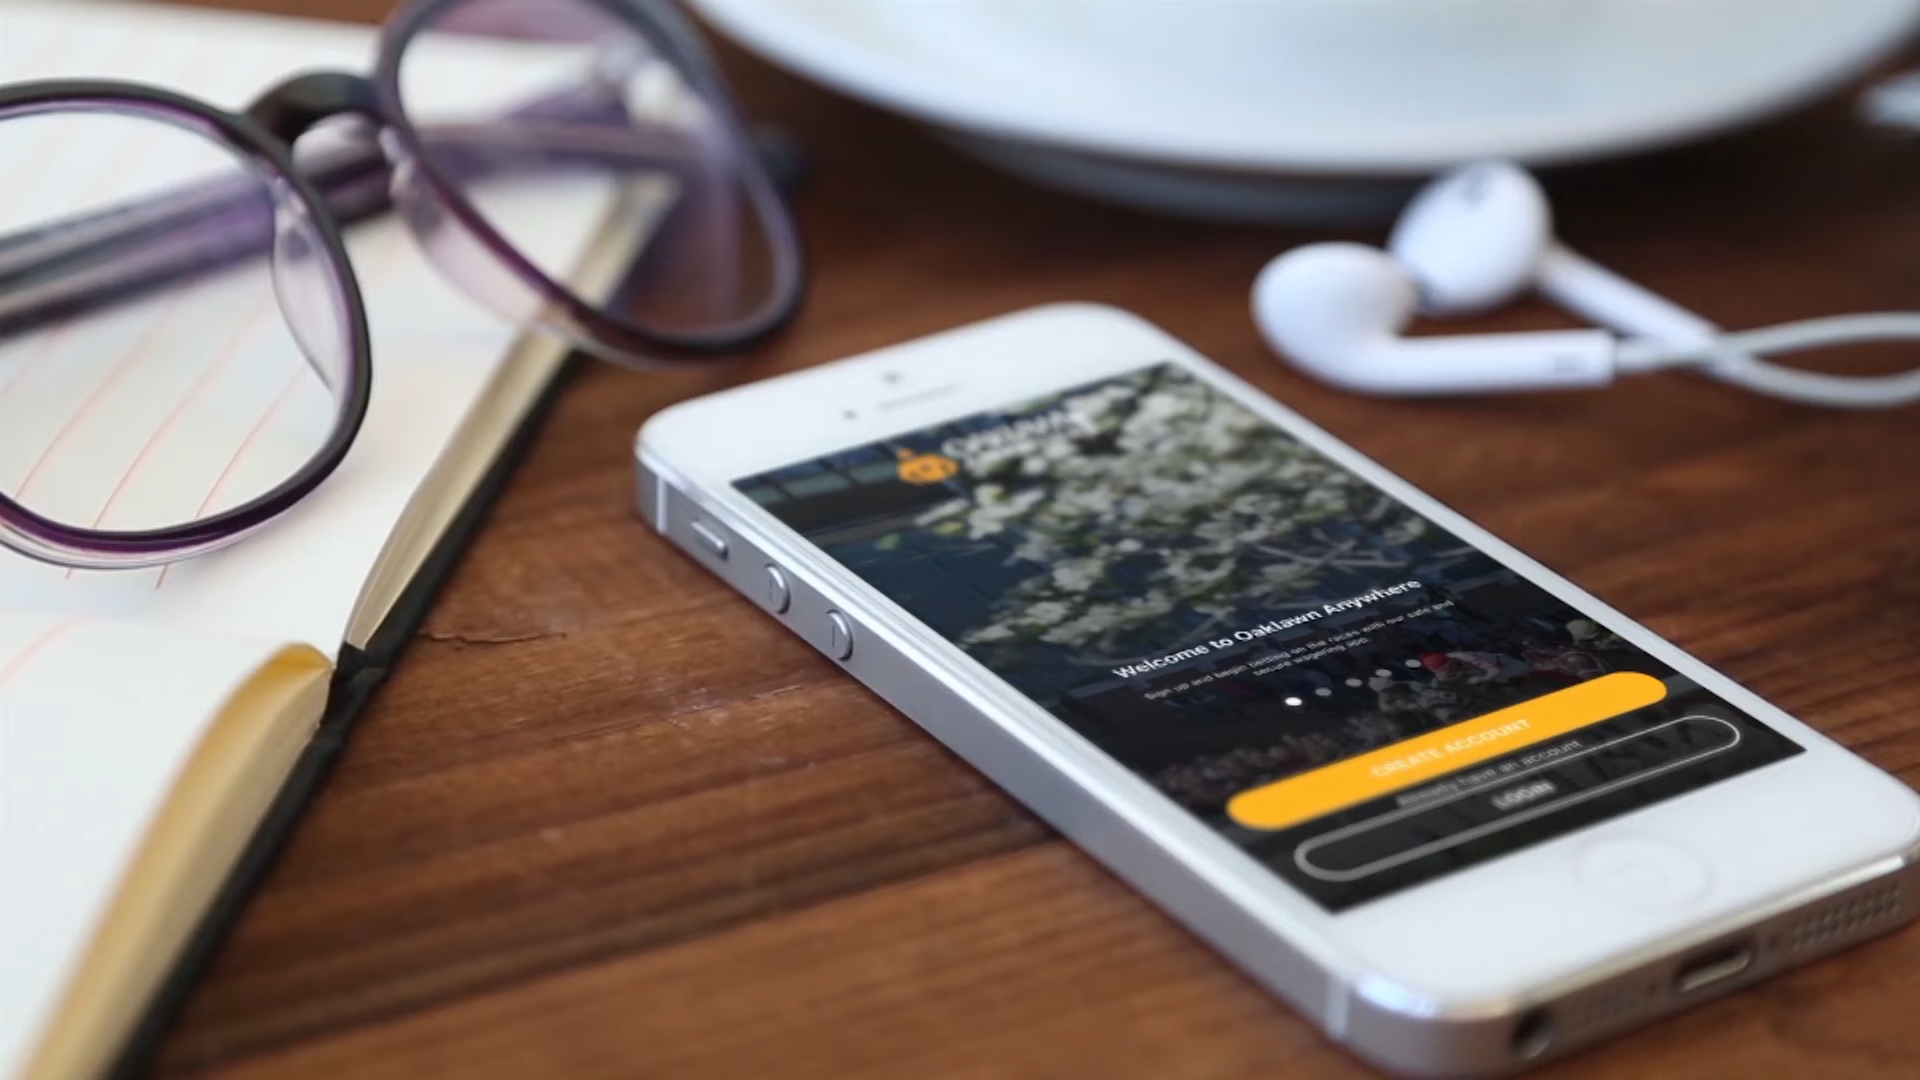 OAKLAWN
Welcome to Oaklawn Anywhere
Sign up and begin betting on the races with our safe and
secure wagering app.
CREATE ACCOUNT
Already have an account
LOGIN